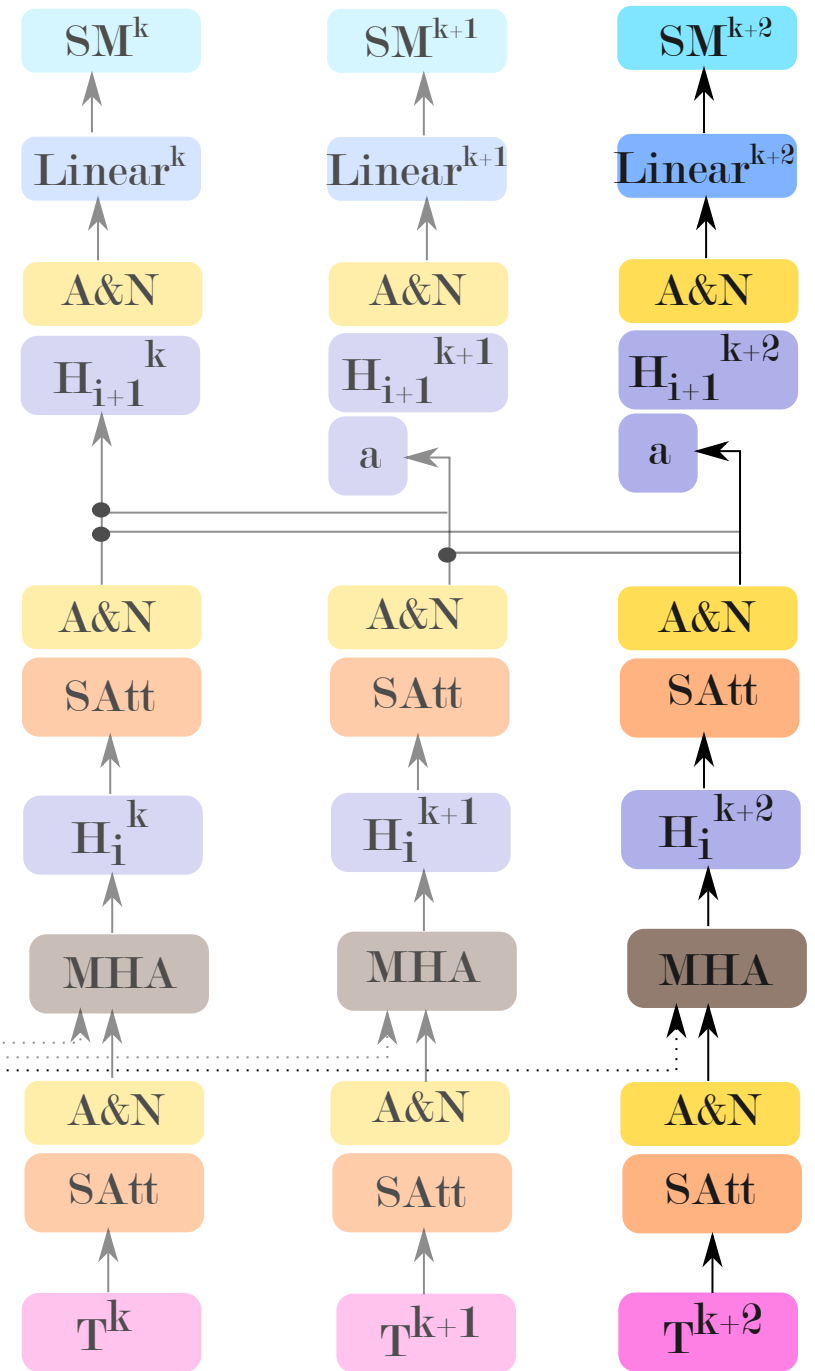 SM^k SM^k+1 SM^k+2
Linear^k Linear^k+1 Linear^k+2
A&N A&N A&N
H_i+1^k H_i+1^k+1 H_i+1^k+2
a a
A&N A&N A&N
SAtt SAtt SAtt
H_i^k H_i^k+1 H_i^k+2
MHA MHA MHA
A&N A&N A&N
SAtt SAtt SAtt
T^k T^k+1 T^k+2